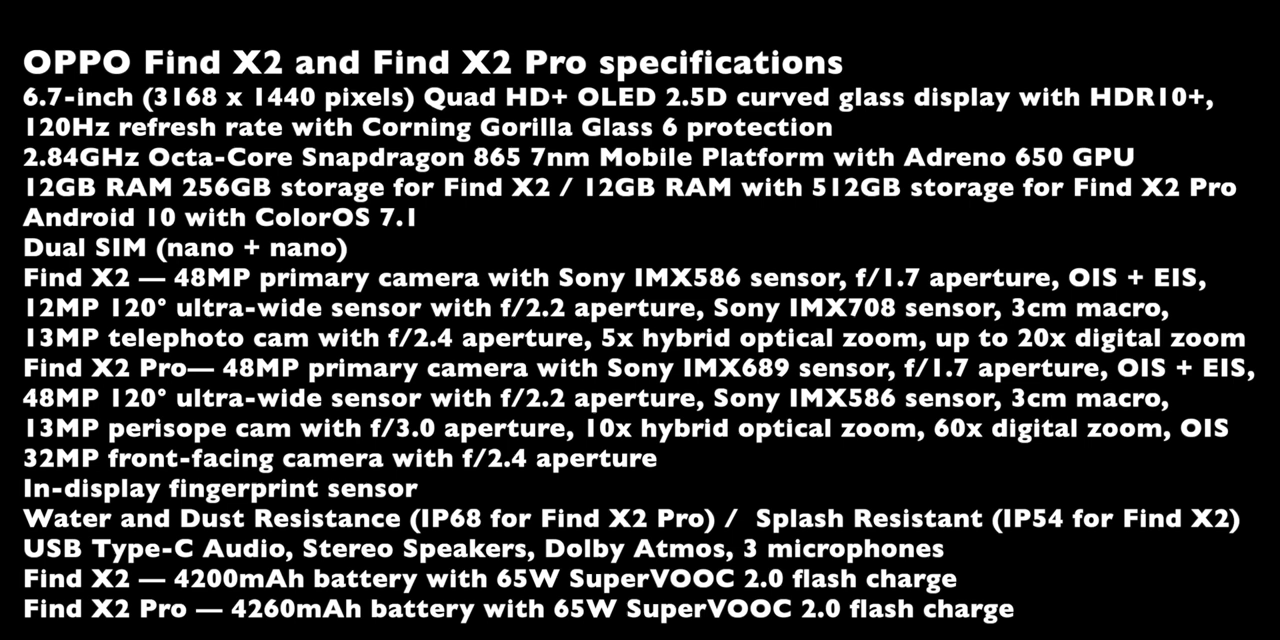 OPPO Find X2 and Find X2 Pro specifications
6.7-inch (3168 x 1440 pixels) Quad HD+ OLED 2.5D curved glass display with HDR10+,
120Hz refresh rate with Corning Gorilla Glass 6 protection
2.84GHz Octa-Core Snapdragon 865 7nm Mobile Platform with Adreno 650 GPU
12GB RAM 256GB storage for Find X2 / 12GB RAM with 512GB storage for Find X2 Pro
Android 10 with ColorOS 7.1
Dual SIM (nano + nano)
Find X2 — 48MP primary camera with Sony IMX586 sensor, f/1.7 aperture, OIS + EIS,
12MP 120° ultra-wide sensor with f/2.2 aperture, Sony IMX708 sensor, 3cm macro,
13MP telephoto cam with f/2.4 aperture, 5x hybrid optical zoom, up to 20x digital zoom
Find X2 Pro— 48MP primary camera with Sony IMX689 sensor, f/1.7 aperture, OIS + EIS,
48MP 120° ultra-wide sensor with f/2.2 aperture, Sony IMX586 sensor, 3cm macro,
13MP perisope cam with f/3.0 aperture, 10x hybrid optical zoom, 60x digital zoom, OIS
32MP front-facing camera with f/2.4 aperture
In-display fingerprint sensor
Water and Dust Resistance (IP68 for Find X2 Pro) /  Splash Resistant (IP54 for Find X2)
USB Type-C Audio, Stereo Speakers, Dolby Atmos, 3 microphones
Find X2 — 4200mAh battery with 65W SuperVOOC 2.0 flash charge
Find X2 Pro — 4260mAh battery with 65W SuperVOOC 2.0 flash charge